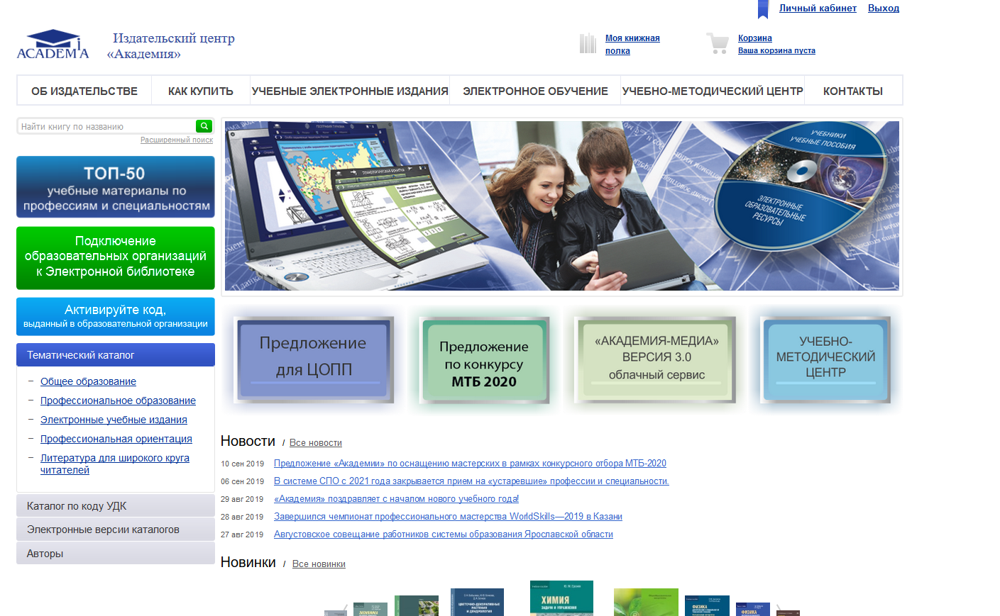 Личный кабинет
Выход
ACADEMIA
Издательский центр
«Академия»
Моя книжная
полка
Корзина
Ваша корзина пуста
ОБ ИЗДАТЕЛЬСТВЕ
КАК КУПИТЬ
УЧЕБНЫЕ ЭЛЕКТРОННЫЕ ИЗДАНИЯ
ЭЛЕКТРОННОЕ ОБУЧЕНИЕ
УЧЕБНО-МЕТОДИЧЕСКИЙ ЦЕНТР
КОНТАКТЫ
Найти книгу по названию
Расширенный поиск
ТОП-50
учебные материалы по
профессиям и специальностям
Подключение
образовательных организаций
к Электронной библиотеке
Активируйте код,
выданный в образовательной организации
Тематический каталог
Общее образование
Профессиональное образование
Электронные учебные издания
Профессиональная ориентация
Литература для широкого круга
читателей
Каталог по коду УДК
Электронные версии каталогов
Авторы
УЧЕБНИКИ
УЧЕБНЫЕ ПОСОБИЯ
ЭЛЕКТРОННЫЕ
ОБРАЗОВАТЕЛЬНЫЕ
РЕСУРСЫ
Предложение
для ЦОПП
Предложение
по конкурсу
МТБ 2020
«АКАДЕМИЯ-МЕДИА»
ВЕРСИЯ 3.0
облачный сервис
УЧЕБНО-
МЕТОДИЧЕСКИЙ
ЦЕНТР
Новости / Все новости
10 сен 2019 Предложение «Академии» по оснащению мастерских в рамках конкурсного отбора МТБ-2020
06 сен 2019 В системе СПО с 2021 года закрывается прием на «устаревшие» профессии и специальности.
29 авг 2019 «Академия» поздравляет с началом нового учебного года!
28 авг 2019 Завершился чемпионат профессионального мастерства WorldSkills—2019 в Казани
27 авг 2019 Августовское совещание работников системы образования Ярославской области
Новинки / Все новинки
ЦВЕТОЧНО-ДЕКОРАТИВНЫЕ
РАСТЕНИЯ
И ДЕНДРОЛОГИЯ
ХИМИЯ
ЗАДАЧИ И УПРАЖНЕНИЯ
ФИЗИКА
ФИЗИКА